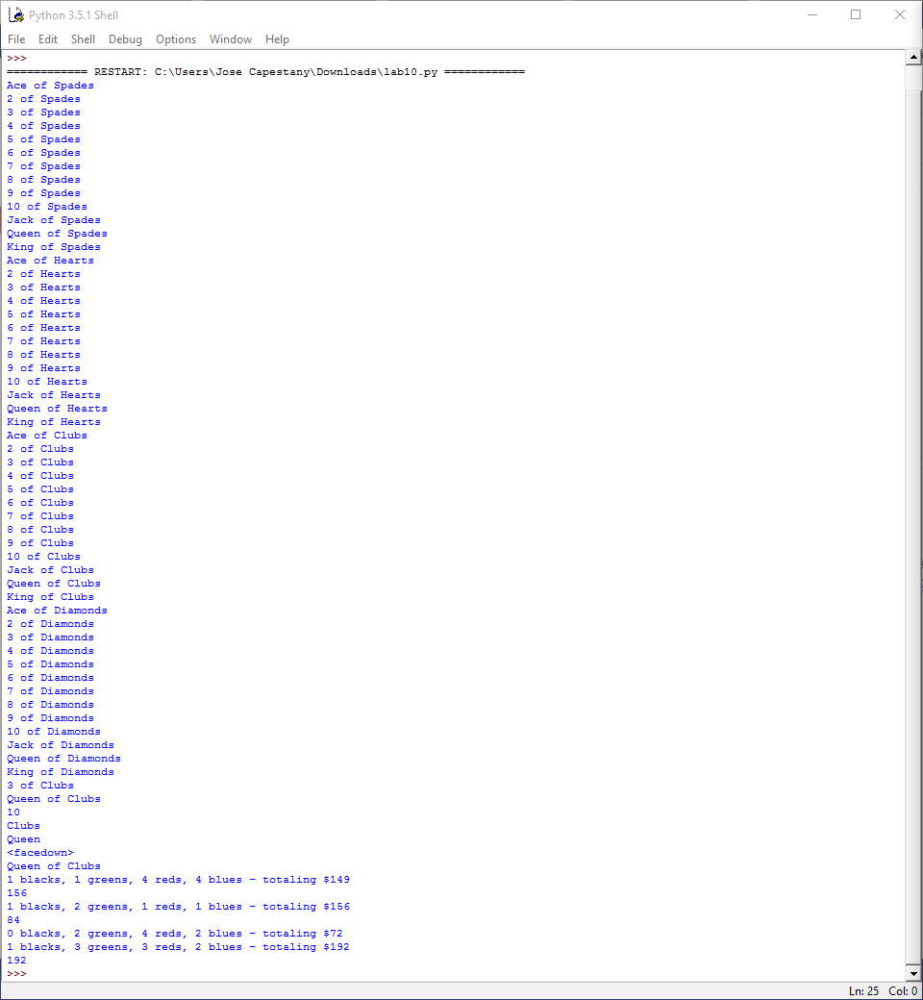 Python 3.5.1 Shell
File Edit Shell Debug Options Window Help
>>>
============ RESTART: C:\Users\Jose Capestany\Downloads\lab10.py ============
Ace of Spades
2 of Spades
3 of Spades
4 of Spades
5 of Spades
6 of Spades
7 of Spades
8 of Spades
9 of Spades
10 of Spades
Jack of Spades
Queen of Spades
King of Spades
Ace of Hearts
2 of Hearts
3 of Hearts
4 of Hearts
5 of Hearts
6 of Hearts
7 of Hearts
8 of Hearts
9 of Hearts
10 of Hearts
Jack of Hearts
Queen of Hearts
King of Hearts
Ace of Clubs
2 of Clubs
3 of Clubs
4 of Clubs
5 of Clubs
6 of Clubs
7 of Clubs
8 of Clubs
9 of Clubs
10 of Clubs
Jack of Clubs
Queen of Clubs
King of Clubs
Ace of Diamonds
2 of Diamonds
3 of Diamonds
4 of Diamonds
5 of Diamonds
6 of Diamonds
7 of Diamonds
8 of Diamonds
9 of Diamonds
10 of Diamonds
Jack of Diamonds
Queen of Diamonds
King of Diamonds
3 of Clubs
Queen of Clubs
10
Clubs
Queen
<facedown>
Queen of Clubs
1 blacks, 1 greens, 4 reds, 4 blues - totaling $149
156
1 blacks, 2 greens, 1 reds, 1 blues - totaling $156
84
0 blacks, 2 greens, 4 reds, 2 blues - totaling $72
1 blacks, 3 greens, 3 reds, 2 blues - totaling $192
192
>>>
Ln: 25 Col: 0